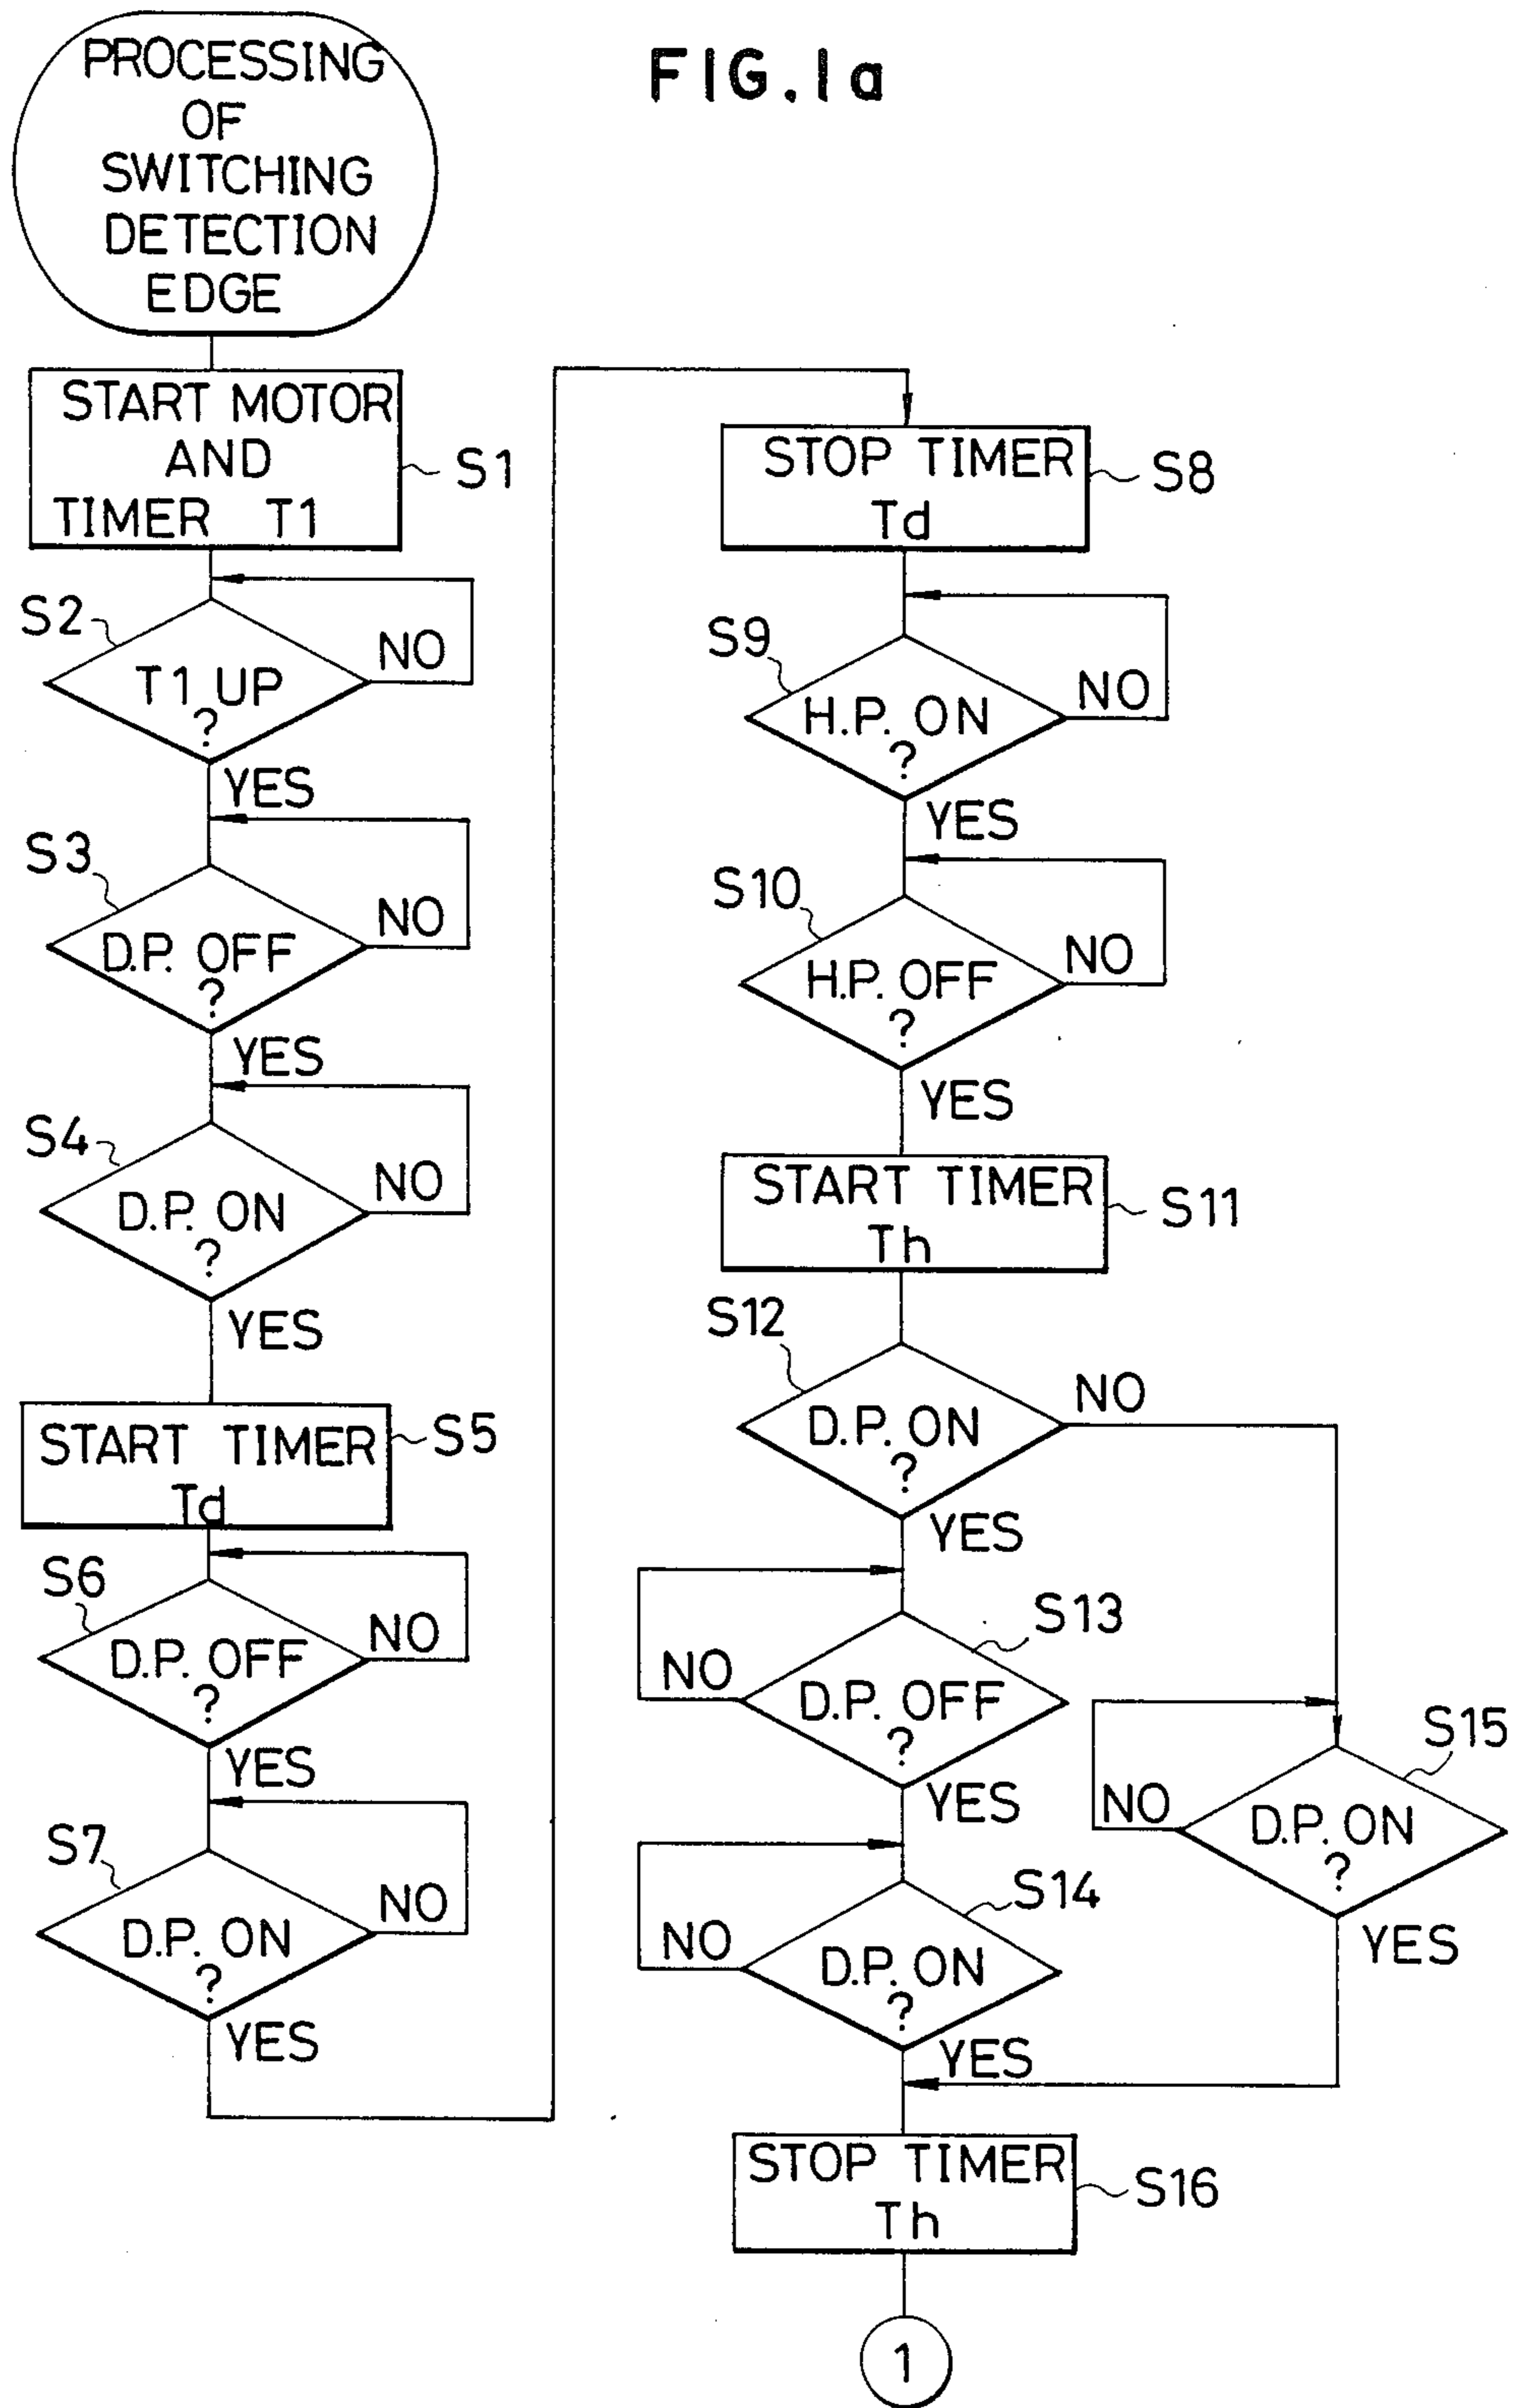 FIG.1a
PROCESSING
OF
SWITCHING
DETECTION
EDGE
START MOTOR
AND
TIMER T1
S1
S2
T1 UP
?
NO
YES
S3
D.P. OFF
?
NO
YES
S4
D.P. ON
?
NO
YES
START TIMER
Td
S5
S6
D.P. OFF
?
NO
YES
S7
D.P. ON
?
NO
YES
STOP TIMER
Td
S8
S9
H.P. ON
?
NO
YES
S10
H.P. OFF
?
NO
YES
START TIMER
Th
S11
S12
D.P. ON
?
NO
YES
S13
D.P. OFF
?
NO
YES
S14
D.P. ON
?
NO
YES
S15
D.P. ON
?
NO
YES
STOP TIMER
Th
S16
1